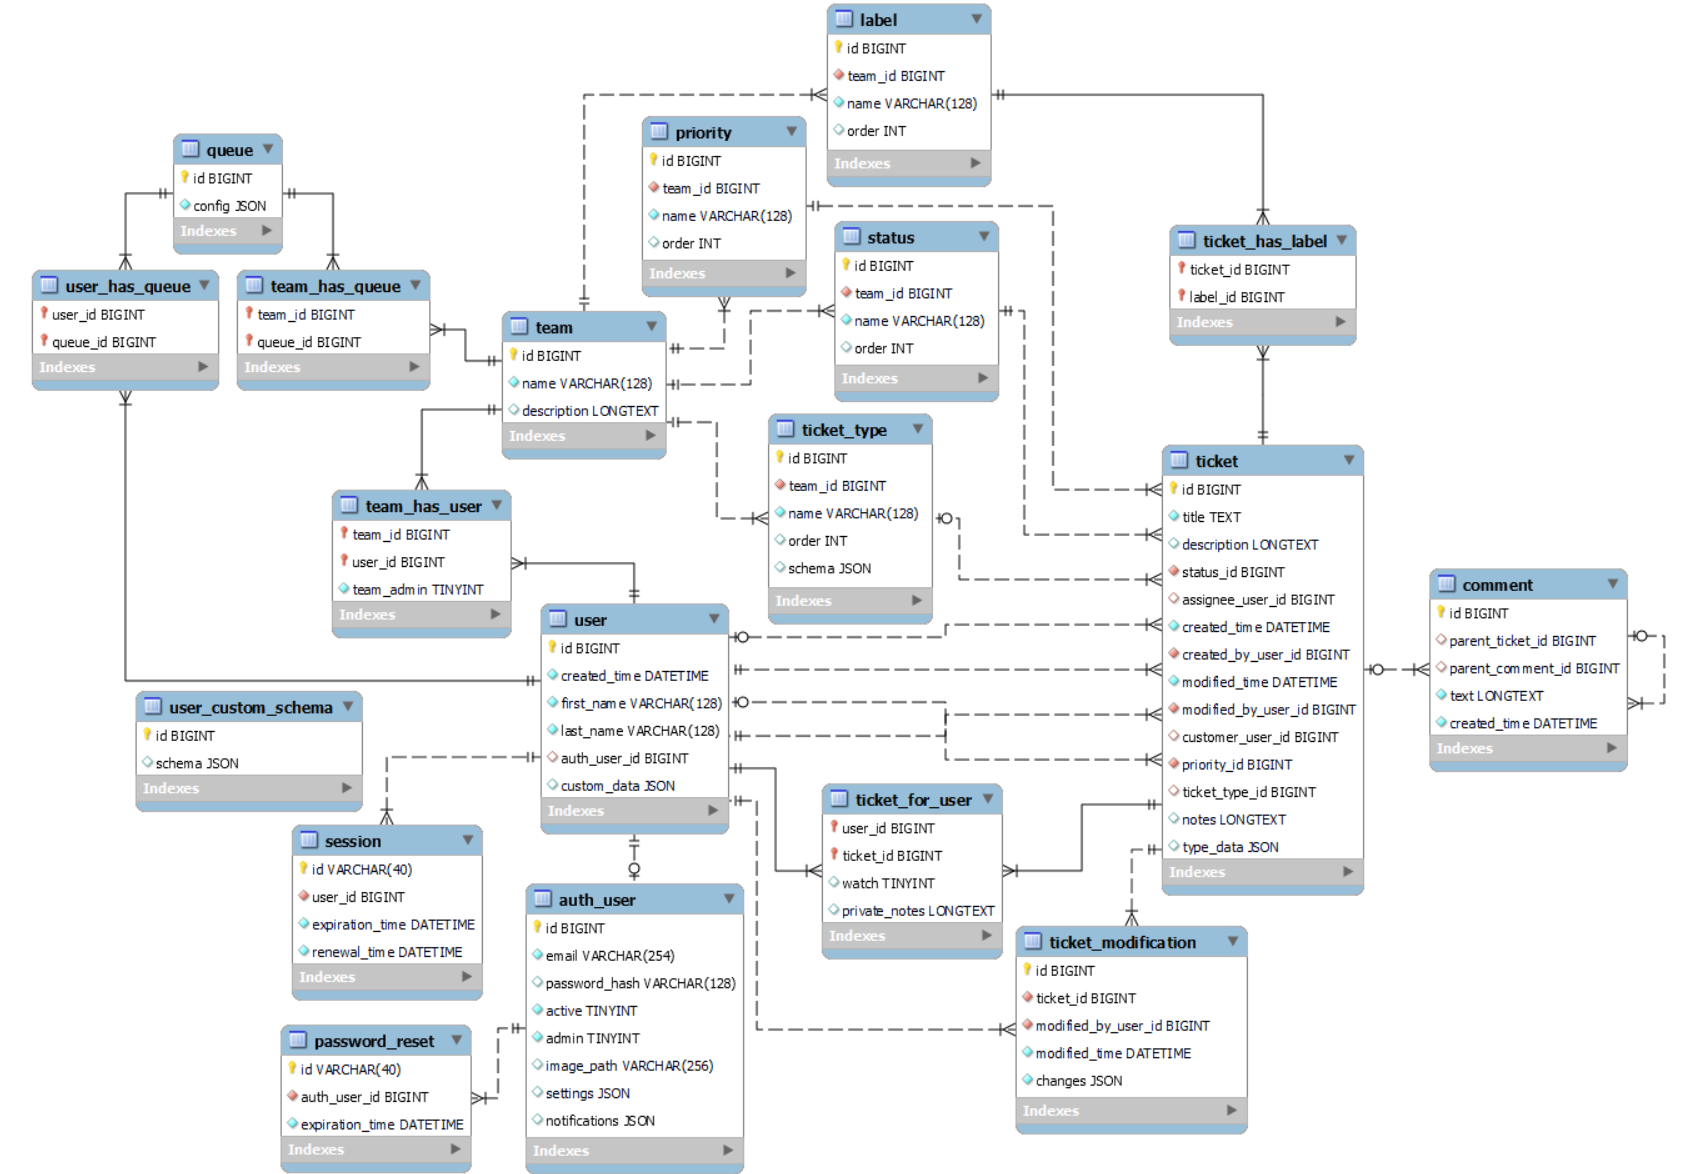 label
id BIGINT
team_id BIGINT
name VARCHAR(128)
order INT
Indexes
priority
id BIGINT
team_id BIGINT
name VARCHAR(128)
order INT
Indexes
queue
id BIGINT
config JSON
Indexes
status
id BIGINT
team_id BIGINT
name VARCHAR(128)
order INT
Indexes
ticket_has_label
ticket_id BIGINT
label_id BIGINT
Indexes
user_has_queue
user_id BIGINT
queue_id BIGINT
Indexes
team_has_queue
team_id BIGINT
queue_id BIGINT
Indexes
team
id BIGINT
name VARCHAR(128)
description LONGTEXT
Indexes
ticket_type
id BIGINT
team_id BIGINT
name VARCHAR(128)
order INT
schema JSON
Indexes
ticket
id BIGINT
title TEXT
description LONGTEXT
status_id BIGINT
assignee_user_id BIGINT
created_time DATETIME
created_by_user_id BIGINT
modified_time DATETIME
modified_by_user_id BIGINT
customer_user_id BIGINT
priority_id BIGINT
ticket_type_id BIGINT
notes LONGTEXT
type_data JSON
Indexes
team_has_user
team_id BIGINT
user_id BIGINT
team_admin TINYINT
Indexes
comment
id BIGINT
parent_ticket_id BIGINT
parent_comment_id BIGINT
text LONGTEXT
created_time DATETIME
Indexes
user
id BIGINT
created_time DATETIME
first_name VARCHAR(128)
last_name VARCHAR(128)
auth_user_id BIGINT
custom_data JSON
Indexes
user_custom_schema
id BIGINT
schema JSON
Indexes
ticket_for_user
user_id BIGINT
ticket_id BIGINT
watch TINYINT
private_notes LONGTEXT
Indexes
session
id VARCHAR(40)
user_id BIGINT
expiration_time DATETIME
renewal_time DATETIME
Indexes
auth_user
id BIGINT
email VARCHAR(254)
password_hash VARCHAR(128)
active TINYINT
admin TINYINT
image_path VARCHAR(256)
settings JSON
notifications JSON
Indexes
ticket_modification
id BIGINT
ticket_id BIGINT
modified_by_user_id BIGINT
modified_time DATETIME
changes JSON
Indexes
password_reset
id VARCHAR(40)
auth_user_id BIGINT
expiration_time DATETIME
Indexes